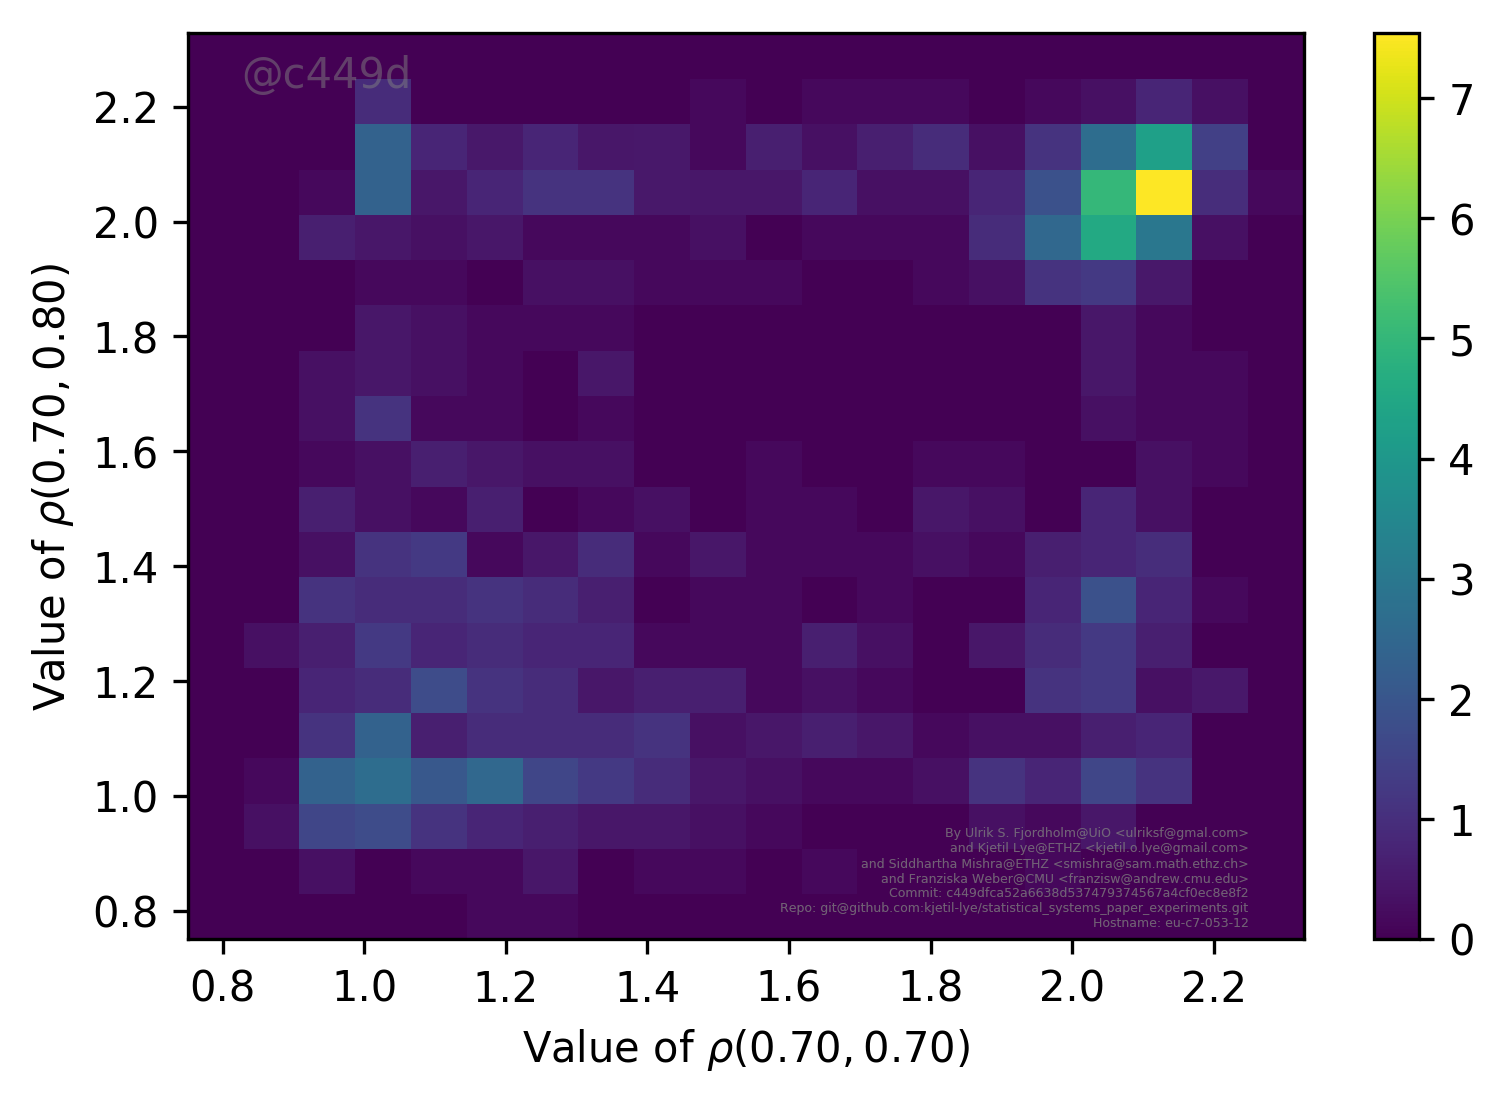 @c449d
2.2
2.0
1.8
1.6
1.4
1.2
1.0
0.8
Value of ρ(0.70, 0.80)
0.8 1.0 1.2 1.4 1.6 1.8 2.0 2.2
Value of ρ(0.70, 0.70)
7
6
5
4
3
2
1
0
By Ulrik S. Fjordholm@UiO <ulriksf@gmal.com>
and Kjetil Lye@ETHZ <kjetil.o.lye@gmail.com>
and Siddhartha Mishra@ETHZ <smishra@sam.math.ethz.ch>
and Franziska Weber@CMU <franzisw@andrew.cmu.edu>
Commit: c449dfca52a6638d537479374567a4cf0ec8e8f2
Repo: git@github.com:kjetil-lye/statistical_systems_paper_experiments.git
Hostname: eu-c7-053-12